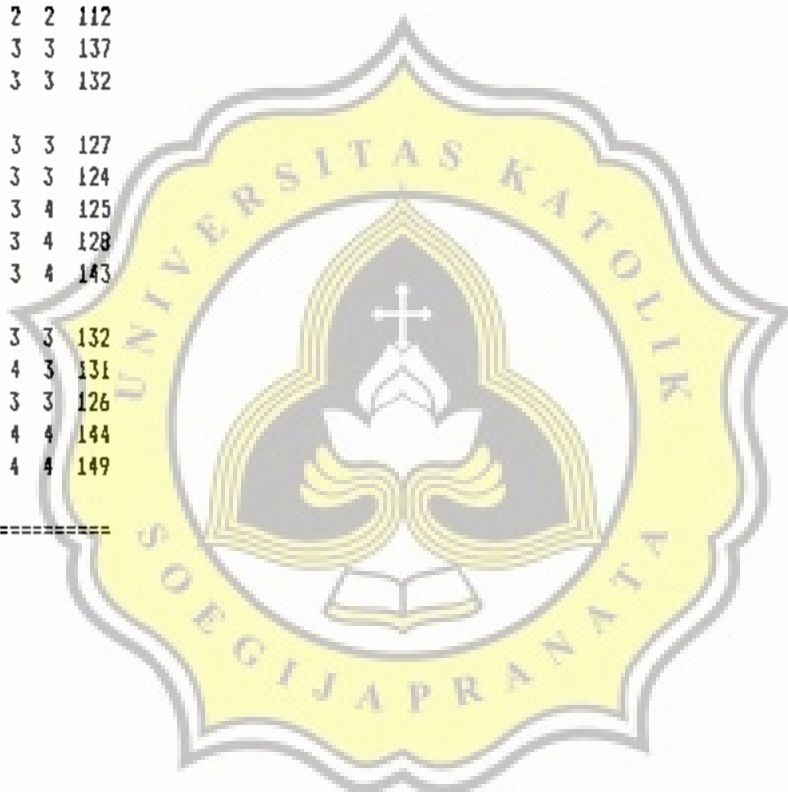 2 2 112
3 3 137
3 3 132
3 3 127
3 3 124
3 4 125
3 4 128
3 4 143
3 3 132
4 3 131
3 3 126
4 4 144
4 4 149
===========
UNIVERSITAS KATOLIK
SOEGIJAPRANATA